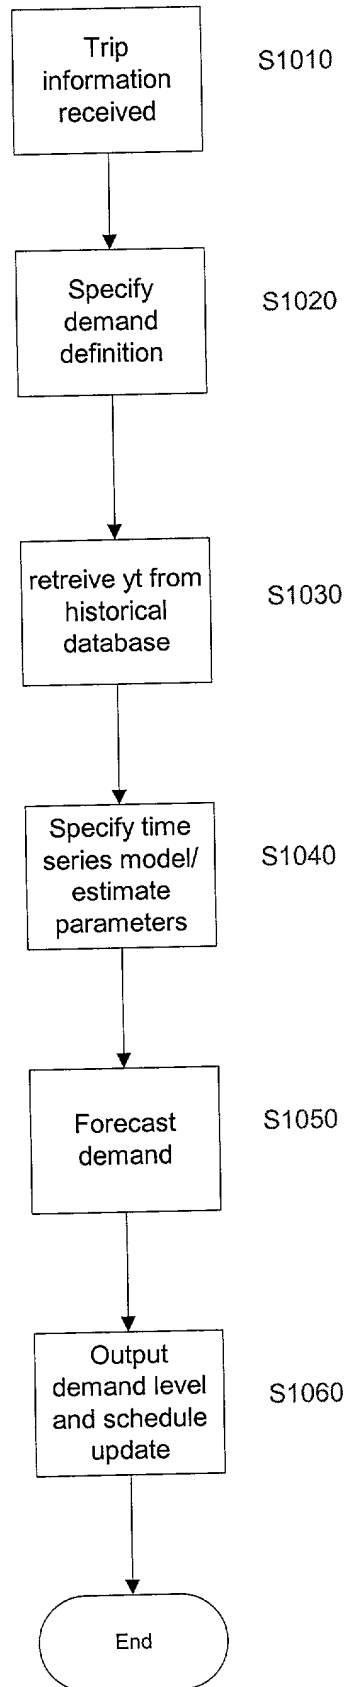 Trip
information
received
S1010
Specify
demand
definition
S1020
retreive yt from
historical
database
S1030
Specify time
series model/
estimate
parameters
S1040
Forecast
demand
S1050
Output
demand level
and schedule
update
S1060
End